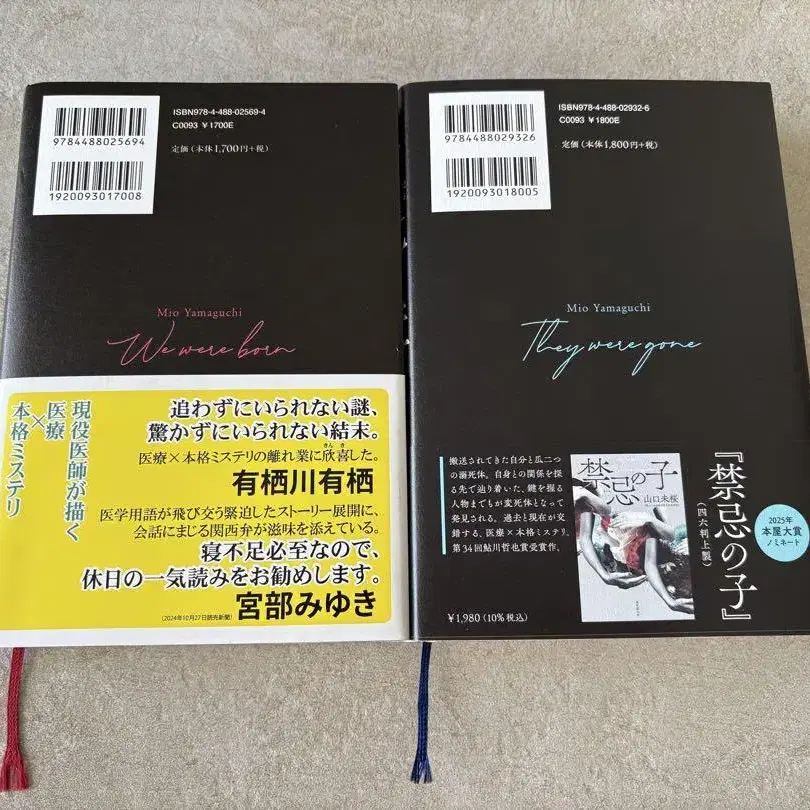 ISBN978-4-488-02569-4
C0093 ¥1700E
定価（本体1,700円+税）
9784488025694
1920093017008
Mio Yamaguchi
We were born
現役医師が描く
医療
×
本格ミステリ
追わずにいられない謎、
驚かずにいられない結末。
医療×本格ミステリの離れ業に欣喜した。
きんき
有栖川有栖
医学用語が飛び交う緊迫したストーリー展開に、
会話にまじる関西弁が滋味を添えている。
寝不足必至なので、
休日の一気読みをお勧めします。
宮部みゆき
(2024年10月27日読売新聞)
ISBN978-4-488-02932-6
C0093 ¥1800E
定価（本体1,800円+税）
9784488029326
1920093018005
Mio Yamaguchi
They were gone
搬送されてきた自分と瓜二つ
の溺死体。自身との関係を探
る先で辿り着いた、鍵を握る
人物までもが変死体となって
発見される。過去と現在が交
錯する、医療×本格ミステリ。
第34回鮎川哲也賞受賞作。
¥1,980（10%税込）
禁忌の子
山口未桜
『禁忌の子』
（四六判上製）
2025年
本屋大賞
ノミネート